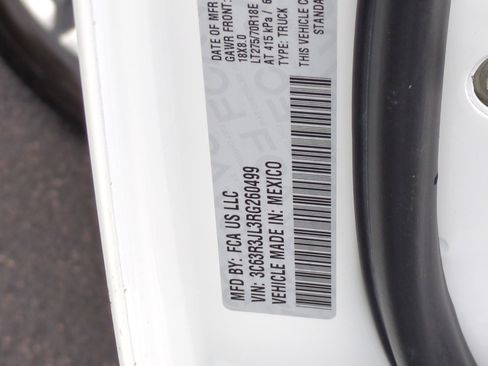 DATE OF MFR
GAWR FRONT:
18X8.0
LT275/70R18E
AT 415 kPa /
TYPE: TRUCK
THIS VEHICLE
STANDA
MFD BY: FCA US LLC
VIN: 3C63R3JL3RG260499
VEHICLE MADE IN: MEXICO